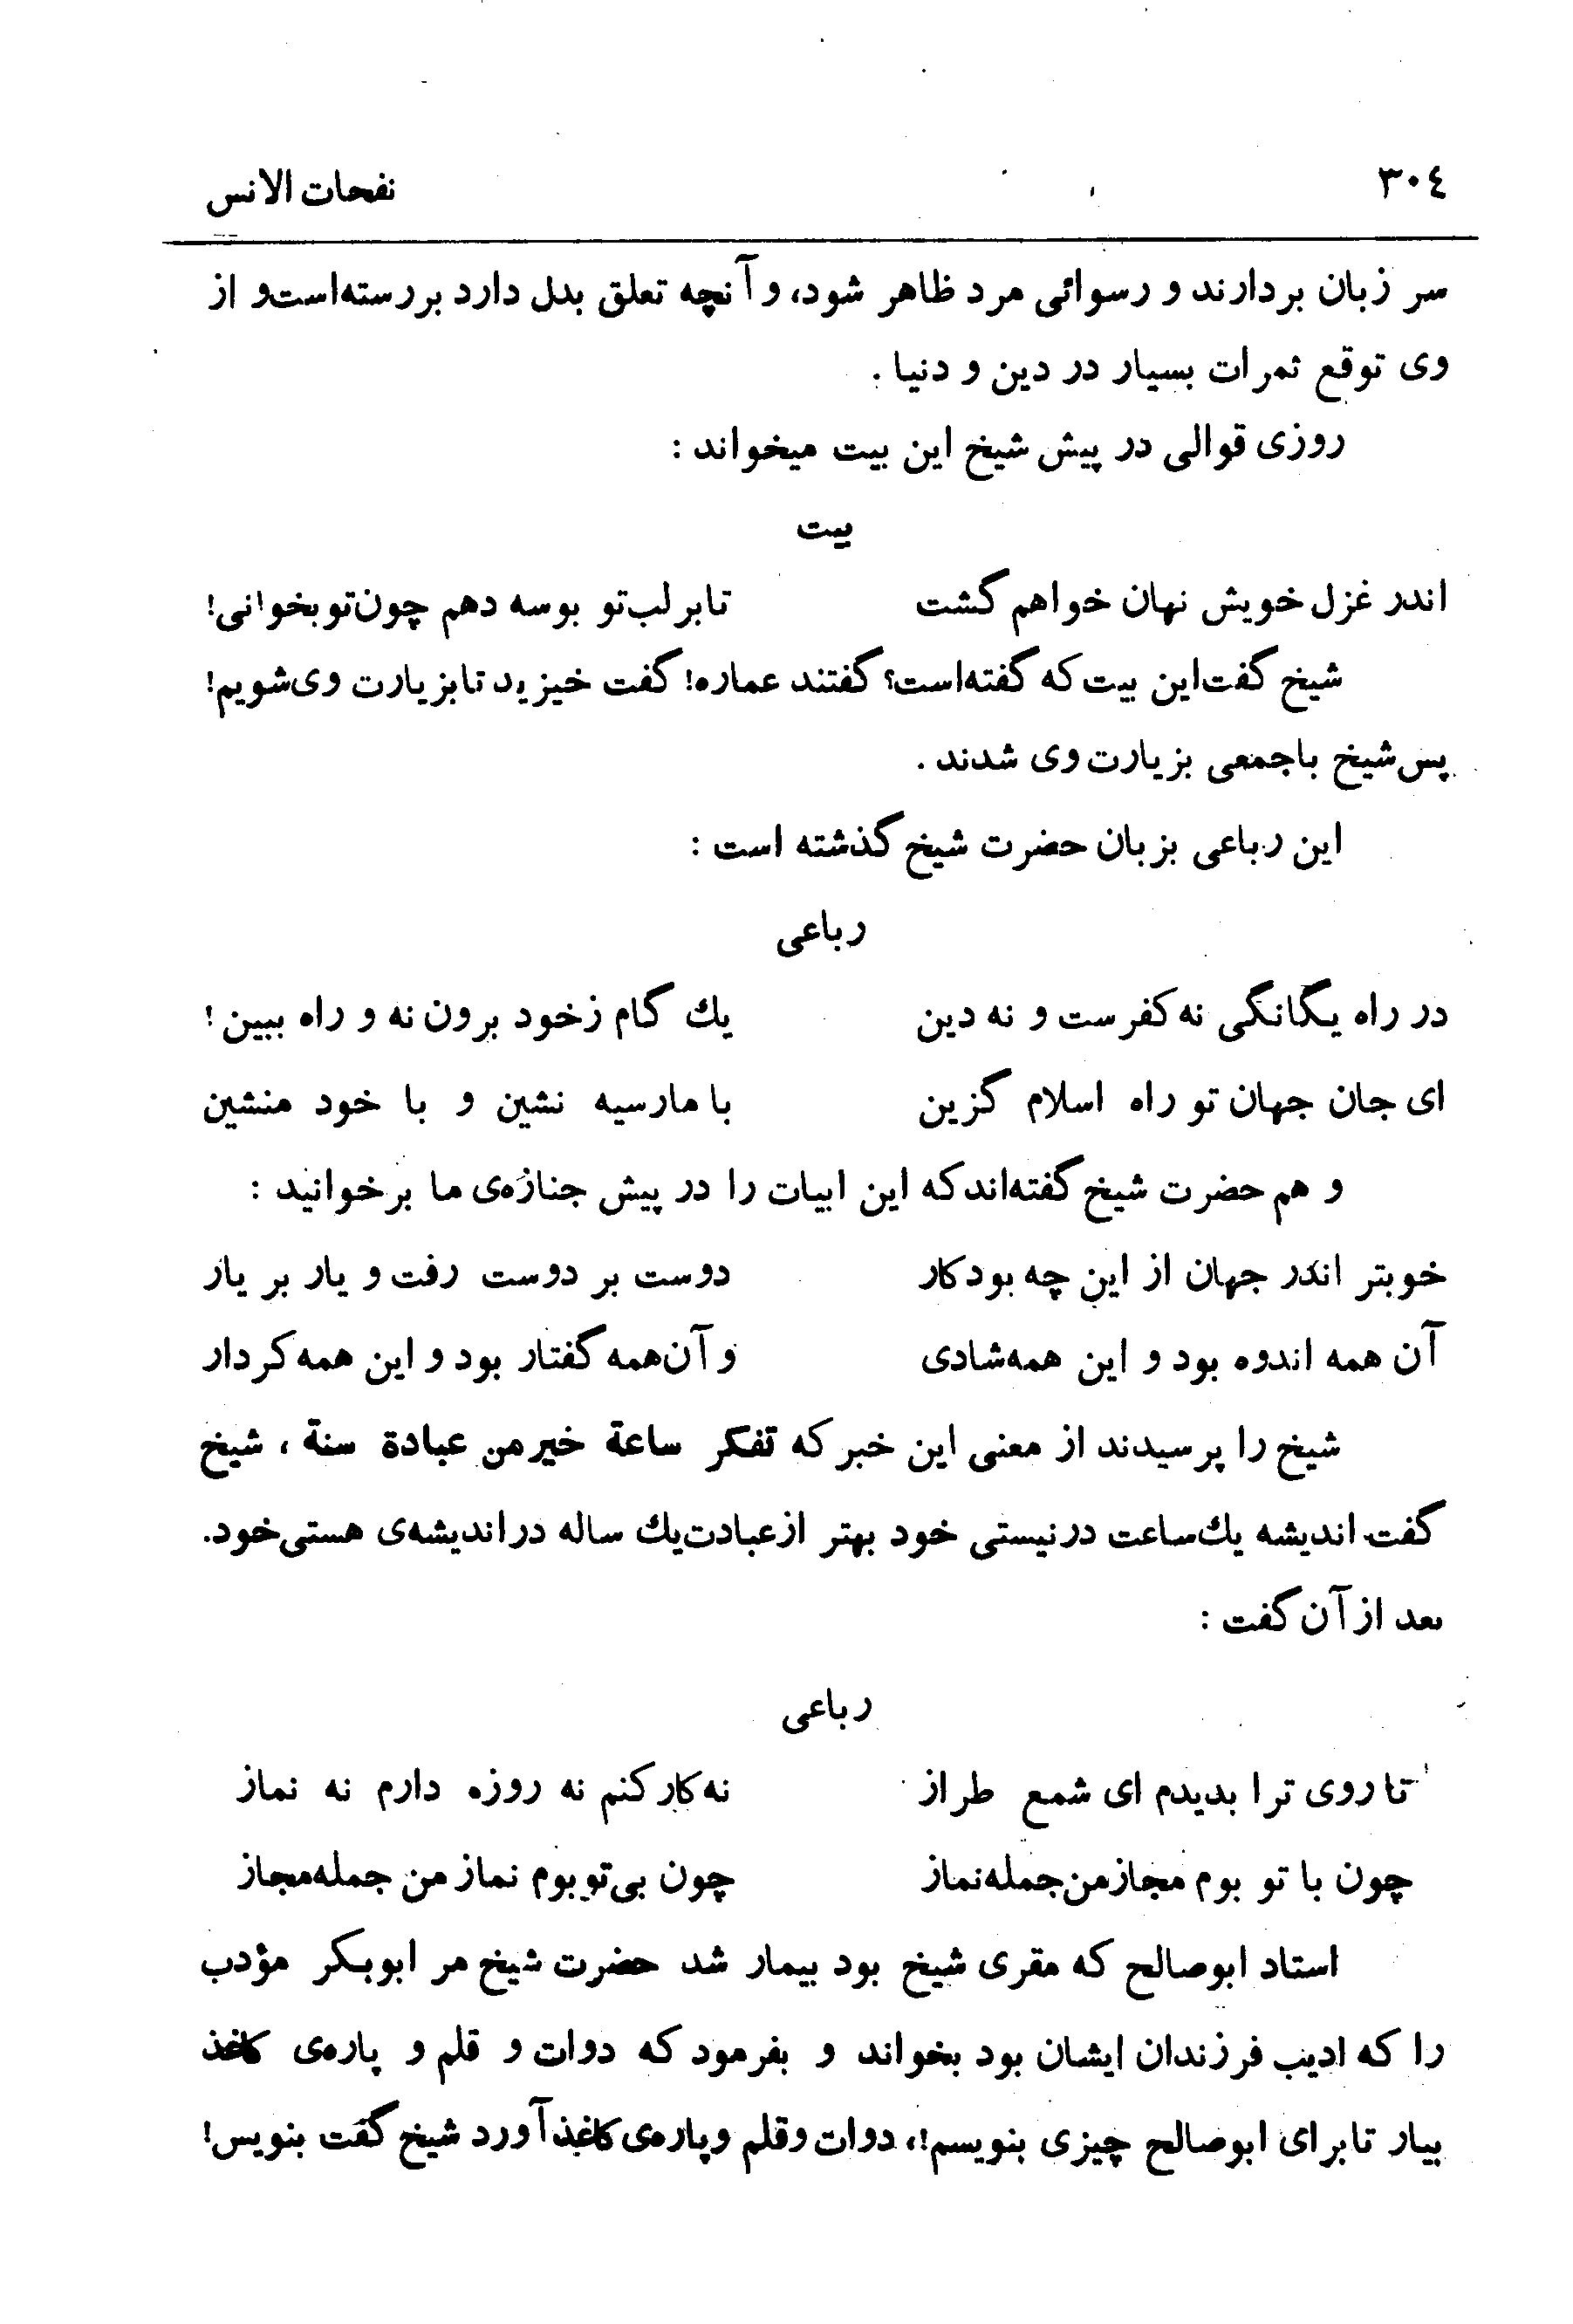 ٣٠٤ نفحات الانس
سر زبان بردارند و رسوائی مرد ظاهر شود، و آنچه تعلق بدل دارد بررسته‌است و از
وی توقع ثمرات بسیار در دین و دنیا .
روزی قوالی در پیش شیخ این بیت میخواند :
بیت
اندر غزل خویش نهان خواهم گشت تا بر لب تو بوسه دهم چون تو بخوانی!
شیخ گفت این بیت که گفته‌است؟ گفتند عماره! گفت خیزید تا بزیارت وی شویم!
پس شیخ با جمعی بزیارت وی شدند .
این رباعی بزبان حضرت شیخ گذشته است :
رباعی
در راه یگانگی نه کفرست و نه دین یك گام زخود برون نه و راه ببین !
ای جان جهان تو راه اسلام گزین با مار سیه نشین و با خود منشین
و هم حضرت شیخ گفته‌اند که این ابیات را در پیش جنازه‌ی ما برخوانید :
خوبتر اندر جهان از این چه بود کار دوست بر دوست رفت و یار بر یار
آن همه اندوه بود و این همه شادی و آن همه گفتار بود و این همه کردار
شیخ را پرسیدند از معنی این خبر که تفکر ساعة خیر من عبادة سنة ، شیخ
گفت اندیشه یك ساعت در نیستی خود بهتر از عبادت یك ساله در اندیشه‌ی هستی خود.
بعد از آن گفت :
رباعی
تا روی ترا بدیدم ای شمع طراز نه کار کنم نه روزه دارم نه نماز
چون با تو بوم مجاز من جمله نماز چون بی تو بوم نماز من جمله مجاز
استاد ابوصالح که مقری شیخ بود بیمار شد حضرت شیخ مر ابوبکر مؤدب
را که ادیب فرزندان ایشان بود بخواند و بفرمود که دوات و قلم و پاره‌ی کاغذ
بیار تا برای ابوصالح چیزی بنویسم!، دوات و قلم و پاره‌ی کاغذ آورد شیخ گفت بنویس!